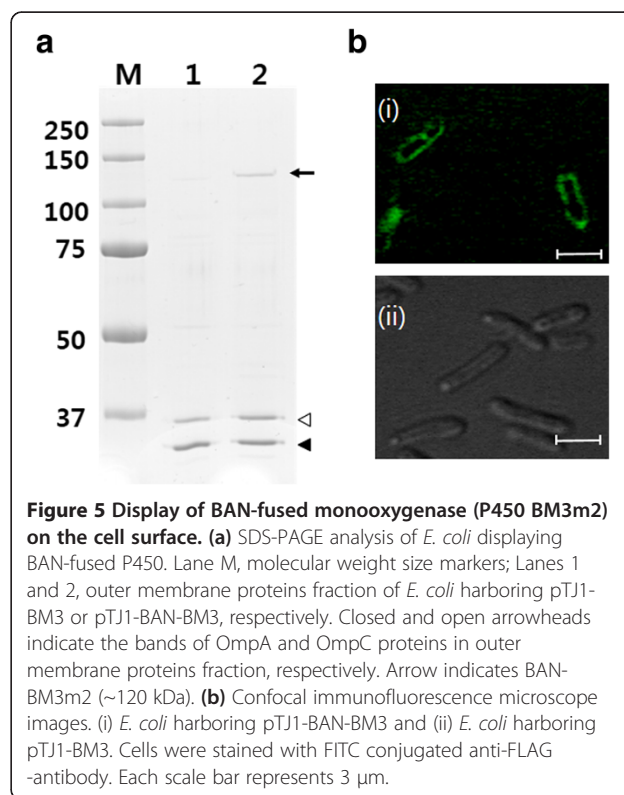 a
b
M 1 2
250
150
100
75
50
37
(i)
(ii)
Figure 5 Display of BAN-fused monooxygenase (P450 BM3m2)
on the cell surface. (a) SDS-PAGE analysis of E. coli displaying
BAN-fused P450. Lane M, molecular weight size markers; Lanes 1
and 2, outer membrane proteins fraction of E. coli harboring pTJ1-
BM3 or pTJ1-BAN-BM3, respectively. Closed and open arrowheads
indicate the bands of OmpA and OmpC proteins in outer
membrane proteins fraction, respectively. Arrow indicates BAN-
BM3m2 (~120 kDa). (b) Confocal immunofluorescence microscope
images. (i) E. coli harboring pTJ1-BAN-BM3 and (ii) E. coli harboring
pTJ1-BM3. Cells were stained with FITC conjugated anti-FLAG
-antibody. Each scale bar represents 3 μm.